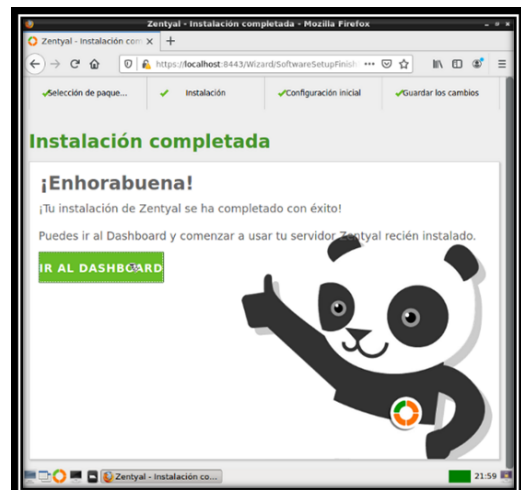 Zentyal - Instalación completada - Mozilla Firefox
Zentyal - Instalación com
https://localhost:8443/Wizard/SoftwareSetupFinish
Selección de paque...
Instalación
Configuración inicial
Guardar los cambios
Instalación completada
¡Enhorabuena!
¡Tu instalación de Zentyal se ha completado con éxito!
Puedes ir al Dashboard y comenzar a usar tu servidor Zentyal recién instalado.
IR AL DASHBOARD
Zentyal - Instalación co...
21:59